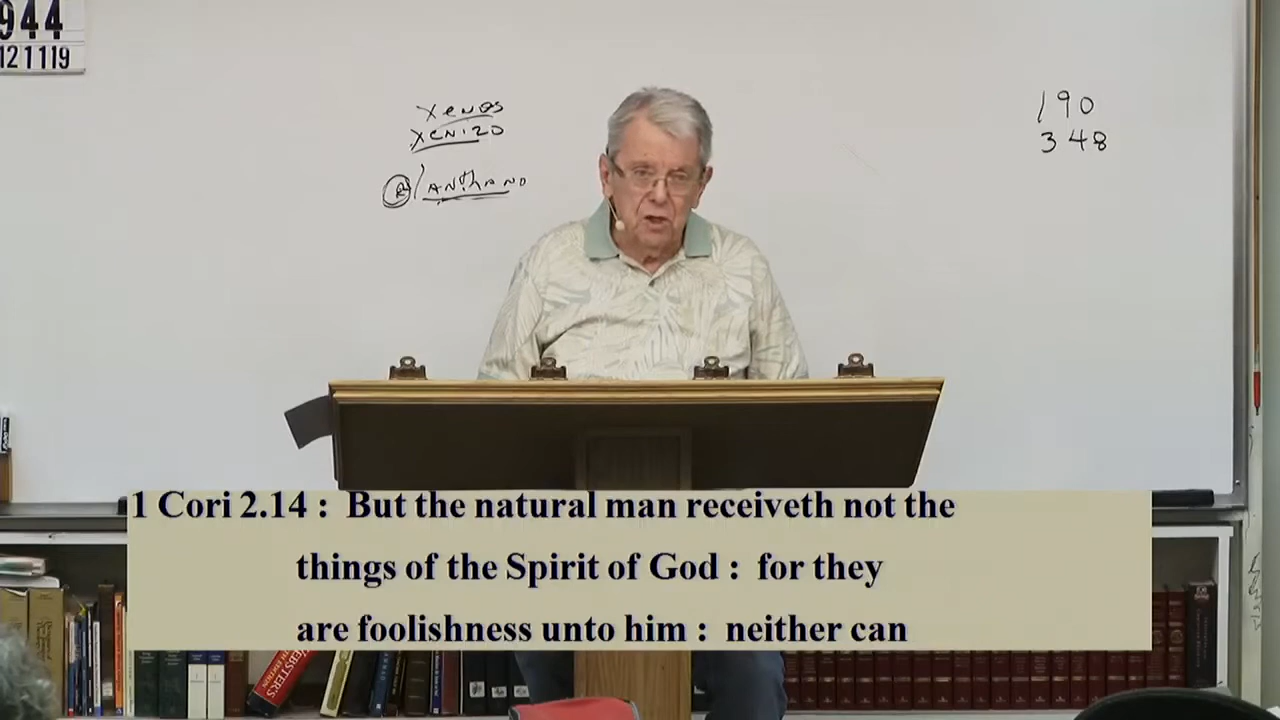 944
121119
xenos
xenizo
lanthano
190
348
1 Cori 2.14 : But the natural man receiveth not the
things of the Spirit of God : for they
are foolishness unto him : neither can